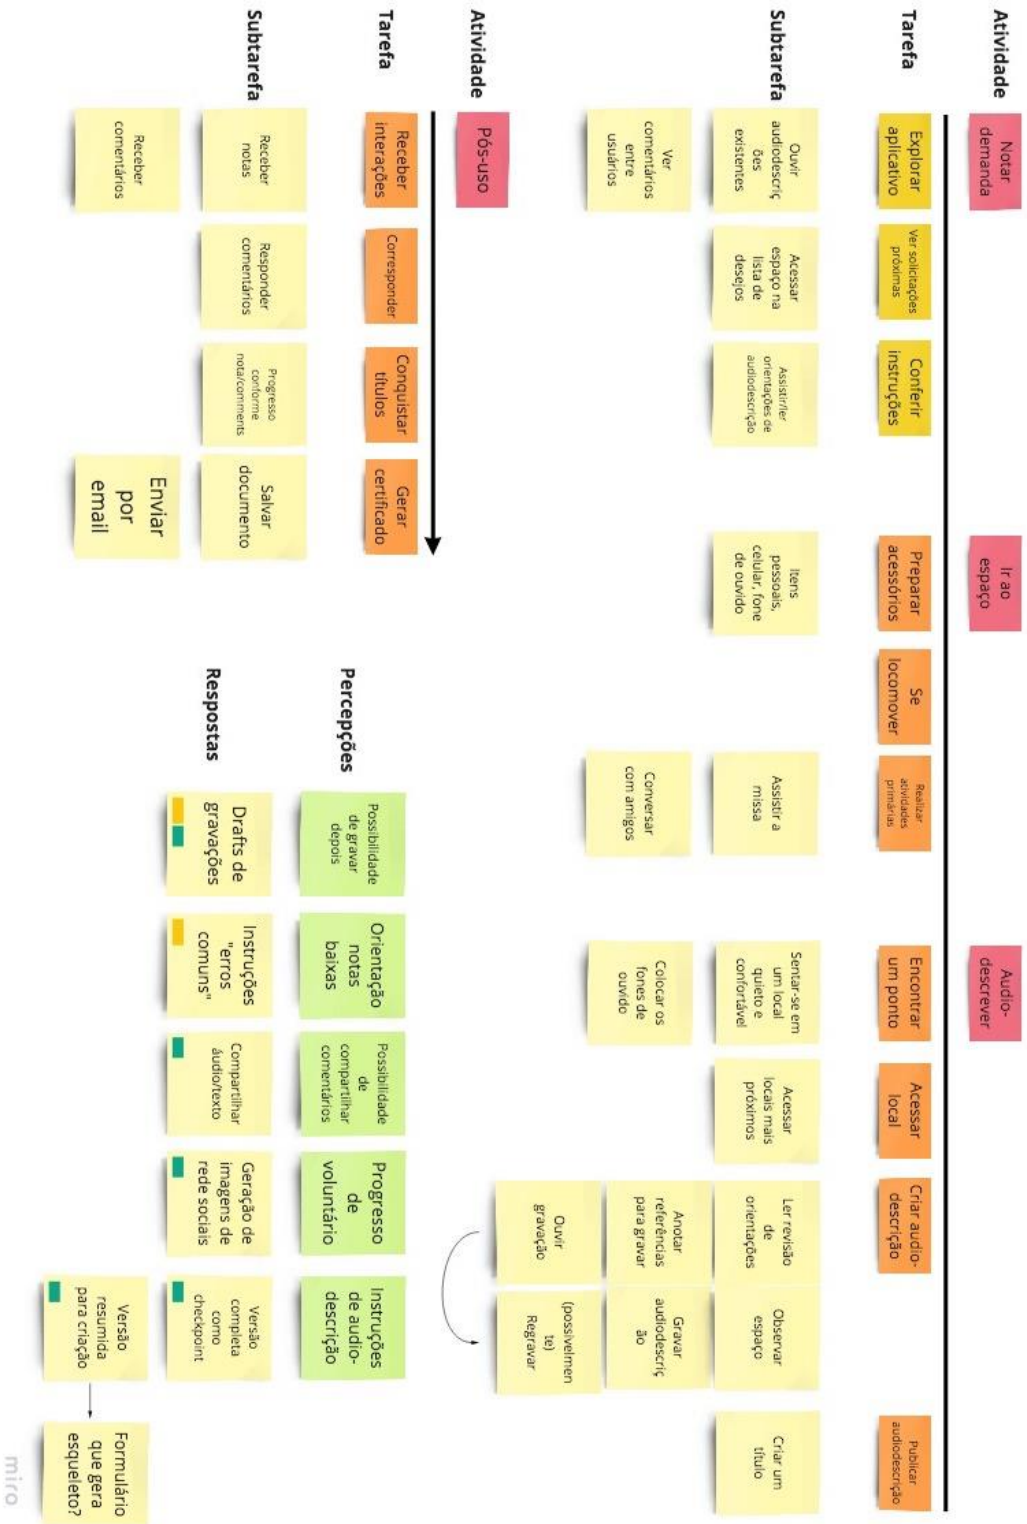 Atividade
Notar
demanda
Ir ao
espaço
Audio-
descrever
Tarefa
Explorar
aplicativo
Ver solicitações
próximas
Conferir
instruções
Preparar
acessórios
Se
locomover
Realizar
atividades
primárias
Encontrar
um ponto
Acessar
local
Criar audio-
descrição
Publicar
audiodescrição
Subtarefa
Ouvir
audiodescriç
ões
existentes
Acessar
espaço na
lista de
desejos
Assistir/ler
orientações de
audiodescrição
Itens
pessoais,
celular, fone
de ouvido
Assistir a
missa
Sentar-se em
um local
quieto e
confortável
Acessar
locais mais
próximos
Ler revisão
de
orientações
Observar
espaço
Criar um
título
Ver
comentários
entre
usuários
Conversar
com amigos
Colocar os
fones de
ouvido
Anotar
referências
para gravar
Gravar
audiodescriç
ão
Ouvir
gravação
(possivelmen
te)
Regravar
Atividade
Pós-uso
Tarefa
Receber
interações
Corresponder
Conquistar
títulos
Gerar
certificado
Subtarefa
Receber
notas
Responder
comentários
Progresso
conforme
nota/comments
Salvar
documento
Receber
comentários
Enviar
por
email
Percepções
Possibilidade
de gravar
depois
Orientação
notas
baixas
Possibilidade
de
compartilhar
comentários
Progresso
de
voluntário
Instruções
de audio-
descrição
Respostas
Drafts de
gravações
Instruções
"erros
comuns"
Compartilhar
áudio/texto
Geração de
imagens de
rede sociais
Versão
completa
como
checkpoint
Versão
resumida
para criação
Formulário
que gera
esqueleto?
miro